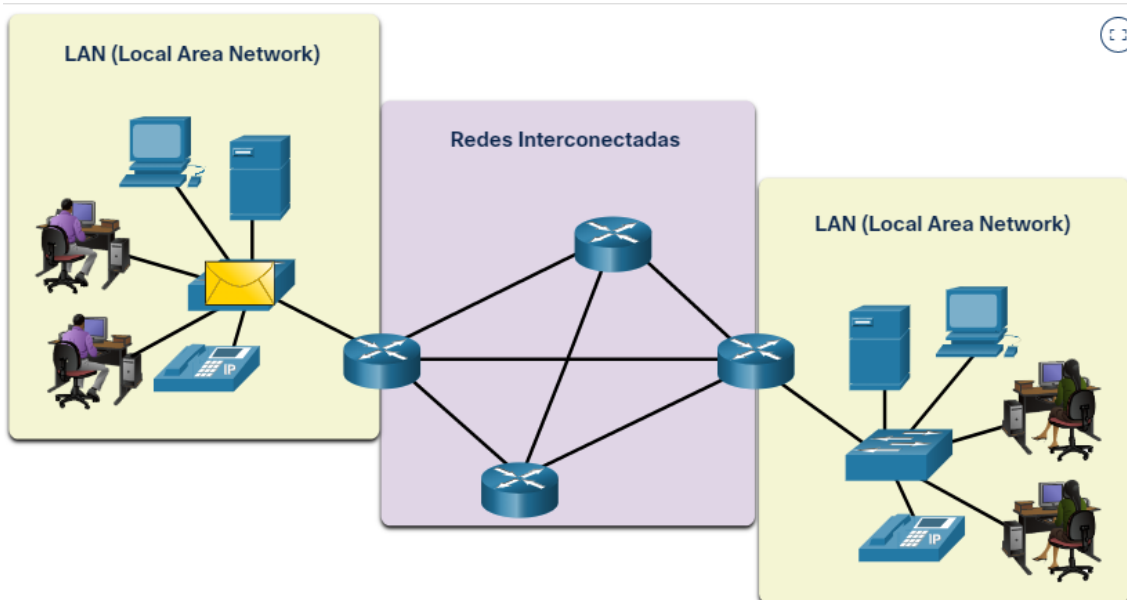 LAN (Local Area Network)
Redes Interconectadas
LAN (Local Area Network)
IP
IP